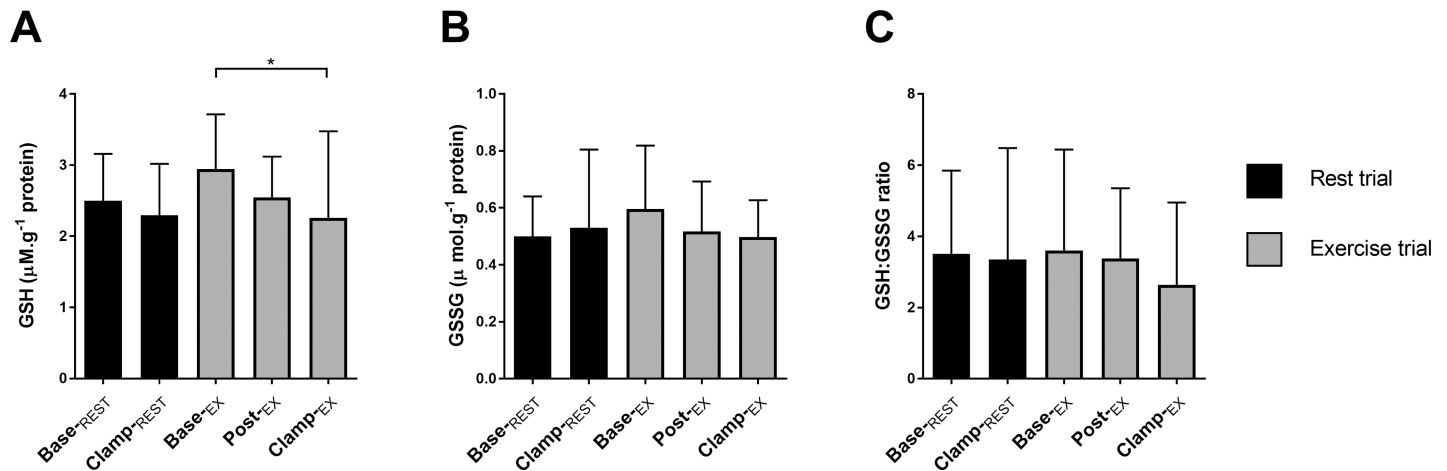 A
B
C
*
GSH (μM.g⁻¹ protein)
4
3
2
1
0
Base-REST
Clamp-REST
Base-EX
Post-EX
Clamp-EX
GSSG (μ mol.g⁻¹ protein)
1.0
0.8
0.6
0.4
0.2
0.0
Base-REST
Clamp-REST
Base-EX
Post-EX
Clamp-EX
GSH:GSSG ratio
8
6
4
2
0
Base-REST
Clamp-REST
Base-EX
Post-EX
Clamp-EX
Rest trial
Exercise trial